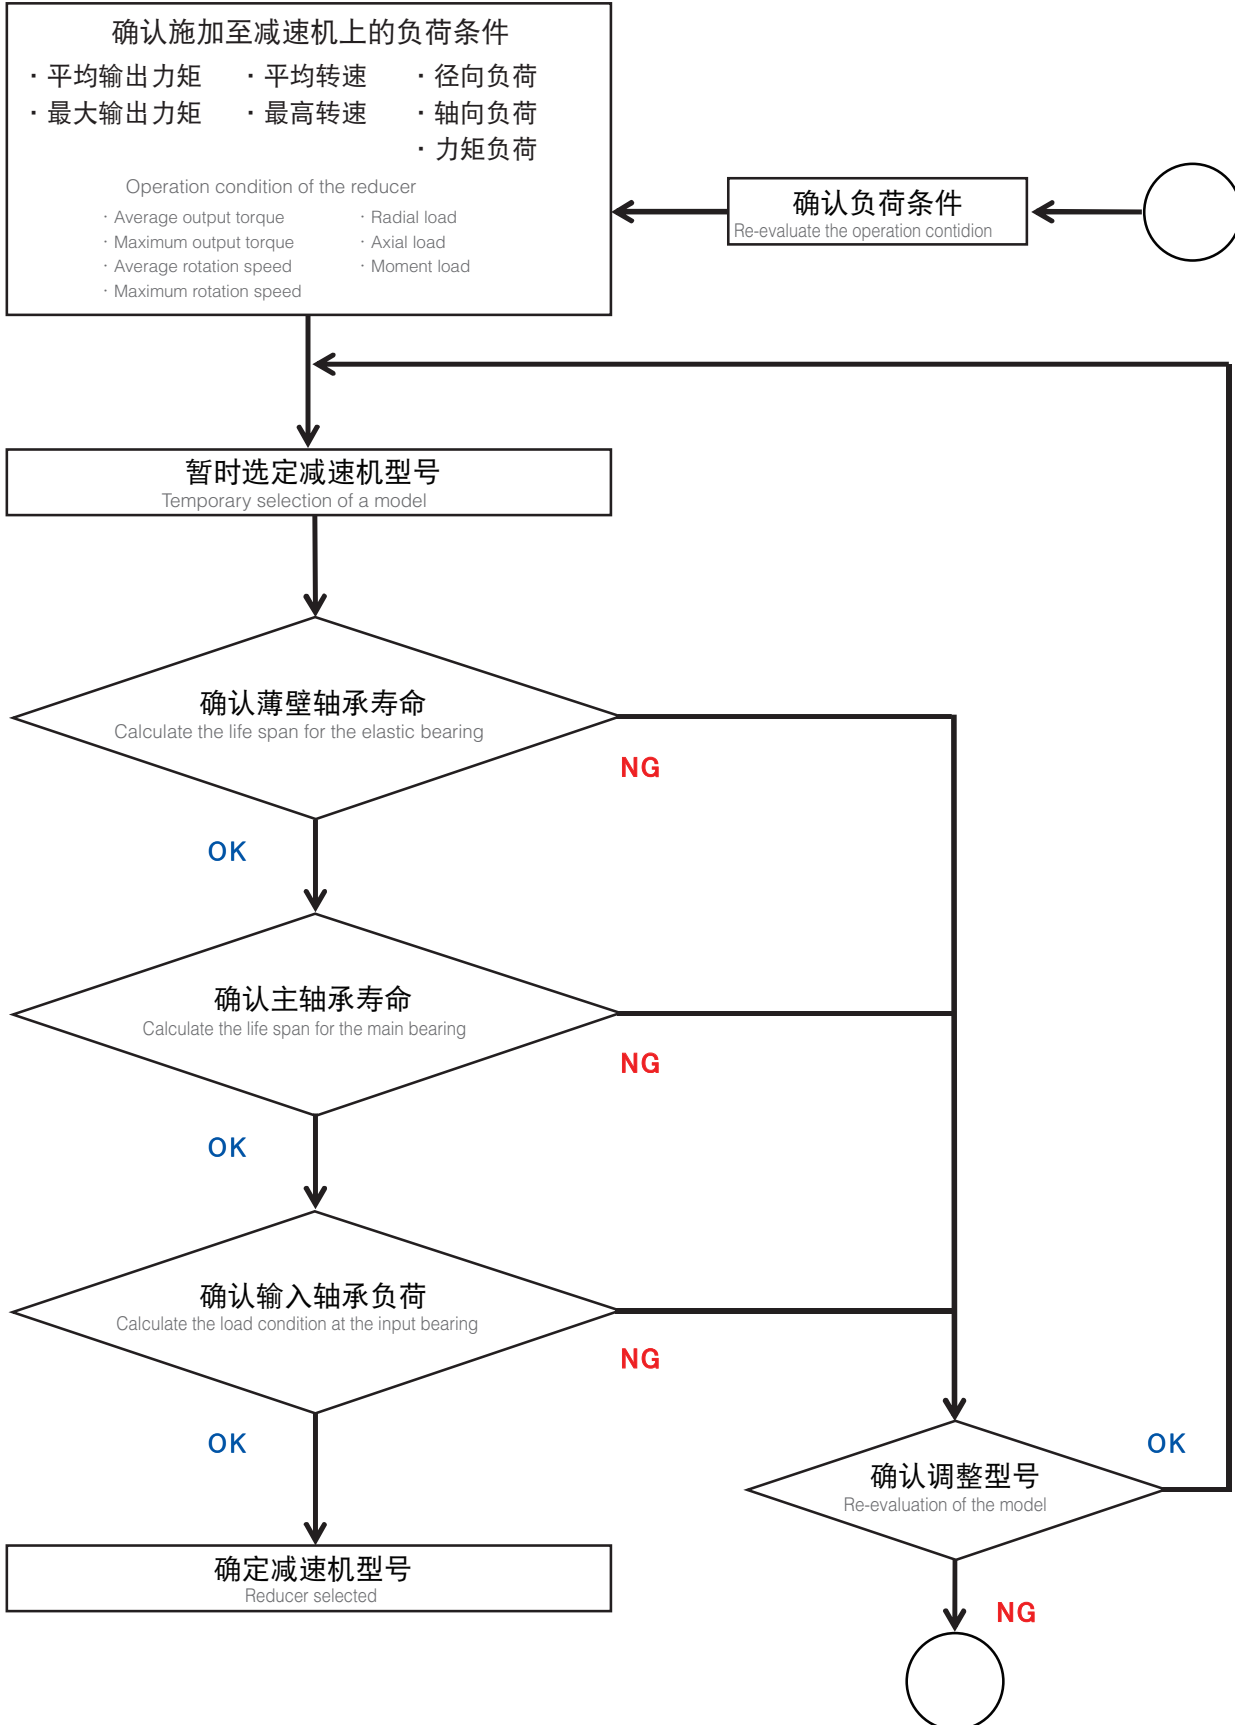 确认施加至减速机上的负荷条件
· 平均输出力矩 · 平均转速 · 径向负荷
· 最大输出力矩 · 最高转速 · 轴向负荷
· 力矩负荷
Operation condition of the reducer
· Average output torque · Radial load
· Maximum output torque · Axial load
· Average rotation speed · Moment load
· Maximum rotation speed
确认负荷条件
Re-evaluate the operation contidion
暂时选定减速机型号
Temporary selection of a model
确认薄壁轴承寿命
Calculate the life span for the elastic bearing
NG
OK
确认主轴承寿命
Calculate the life span for the main bearing
NG
OK
确认输入轴承负荷
Calculate the load condition at the input bearing
NG
OK
确认调整型号
Re-evaluation of the model
OK
NG
确定减速机型号
Reducer selected